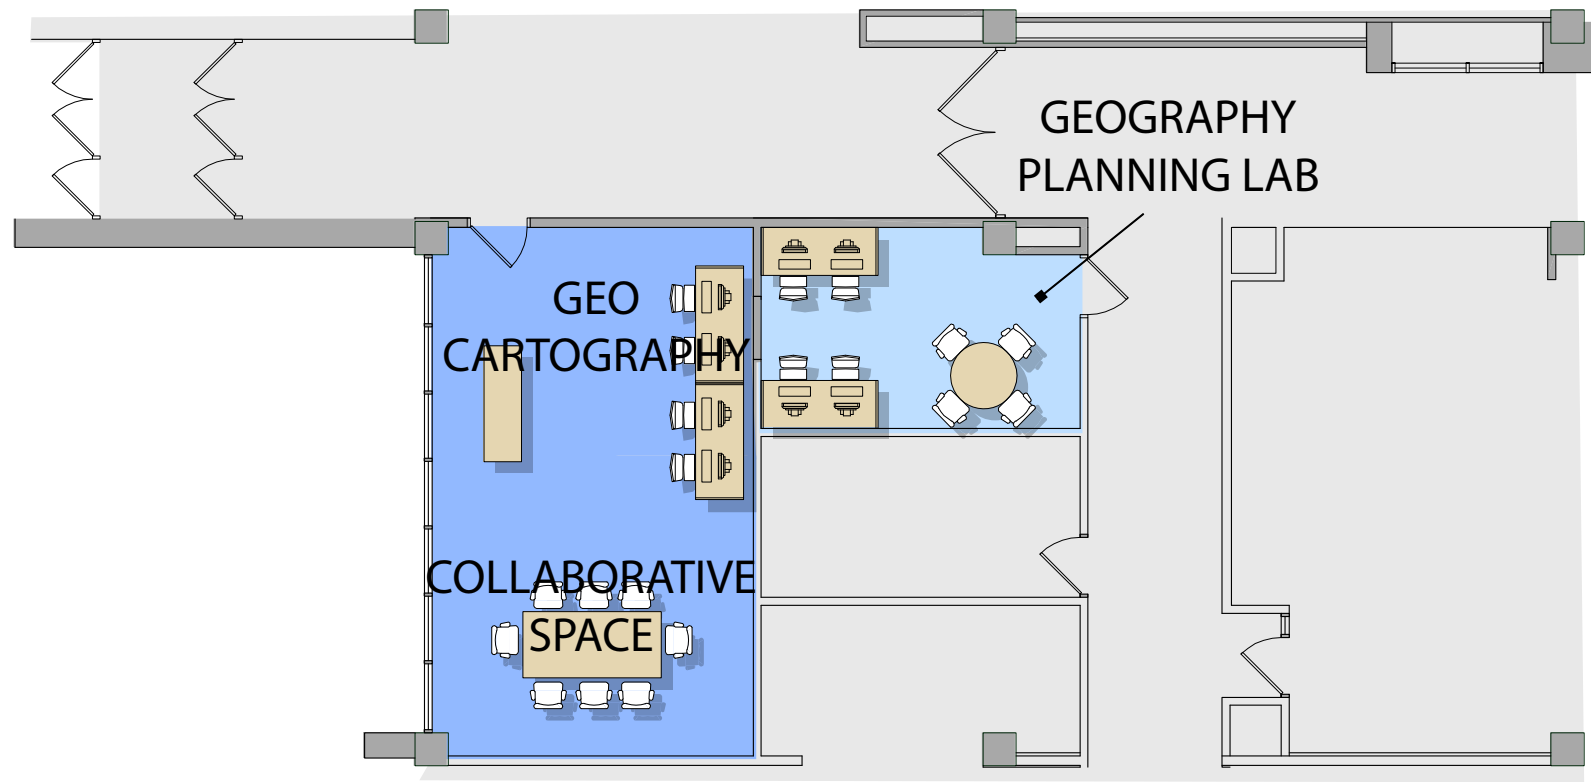 GEOGRAPHY
PLANNING LAB
GEO
CARTOGRAPHY
COLLABORATIVE
SPACE